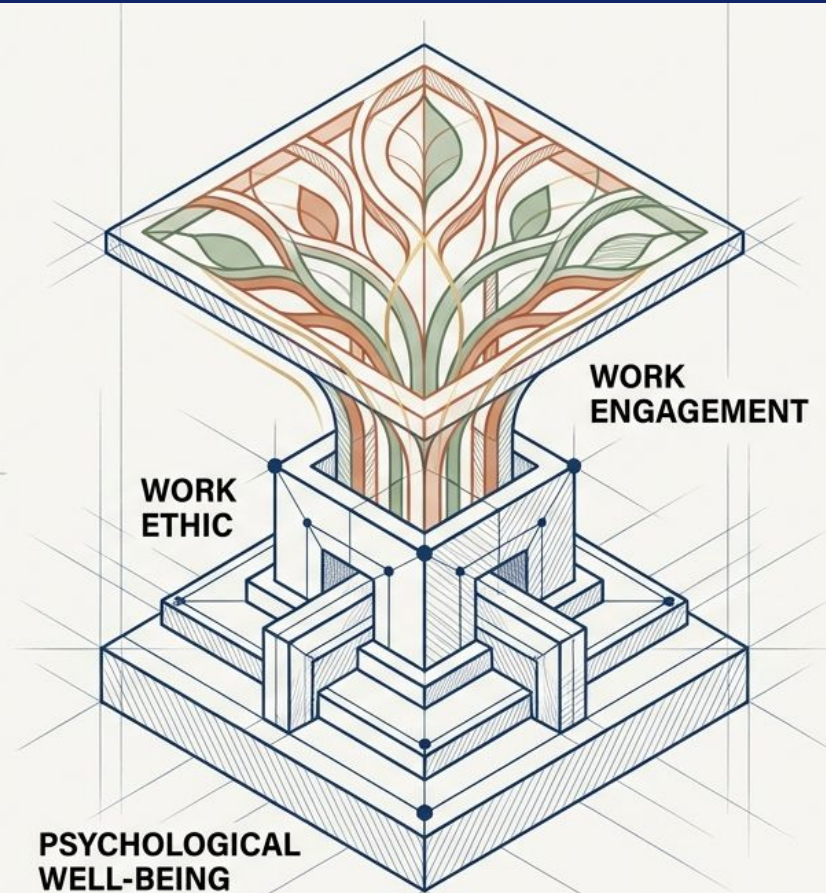 WORK
ENGAGEMENT
WORK
ETHIC
PSYCHOLOGICAL
WELL-BEING